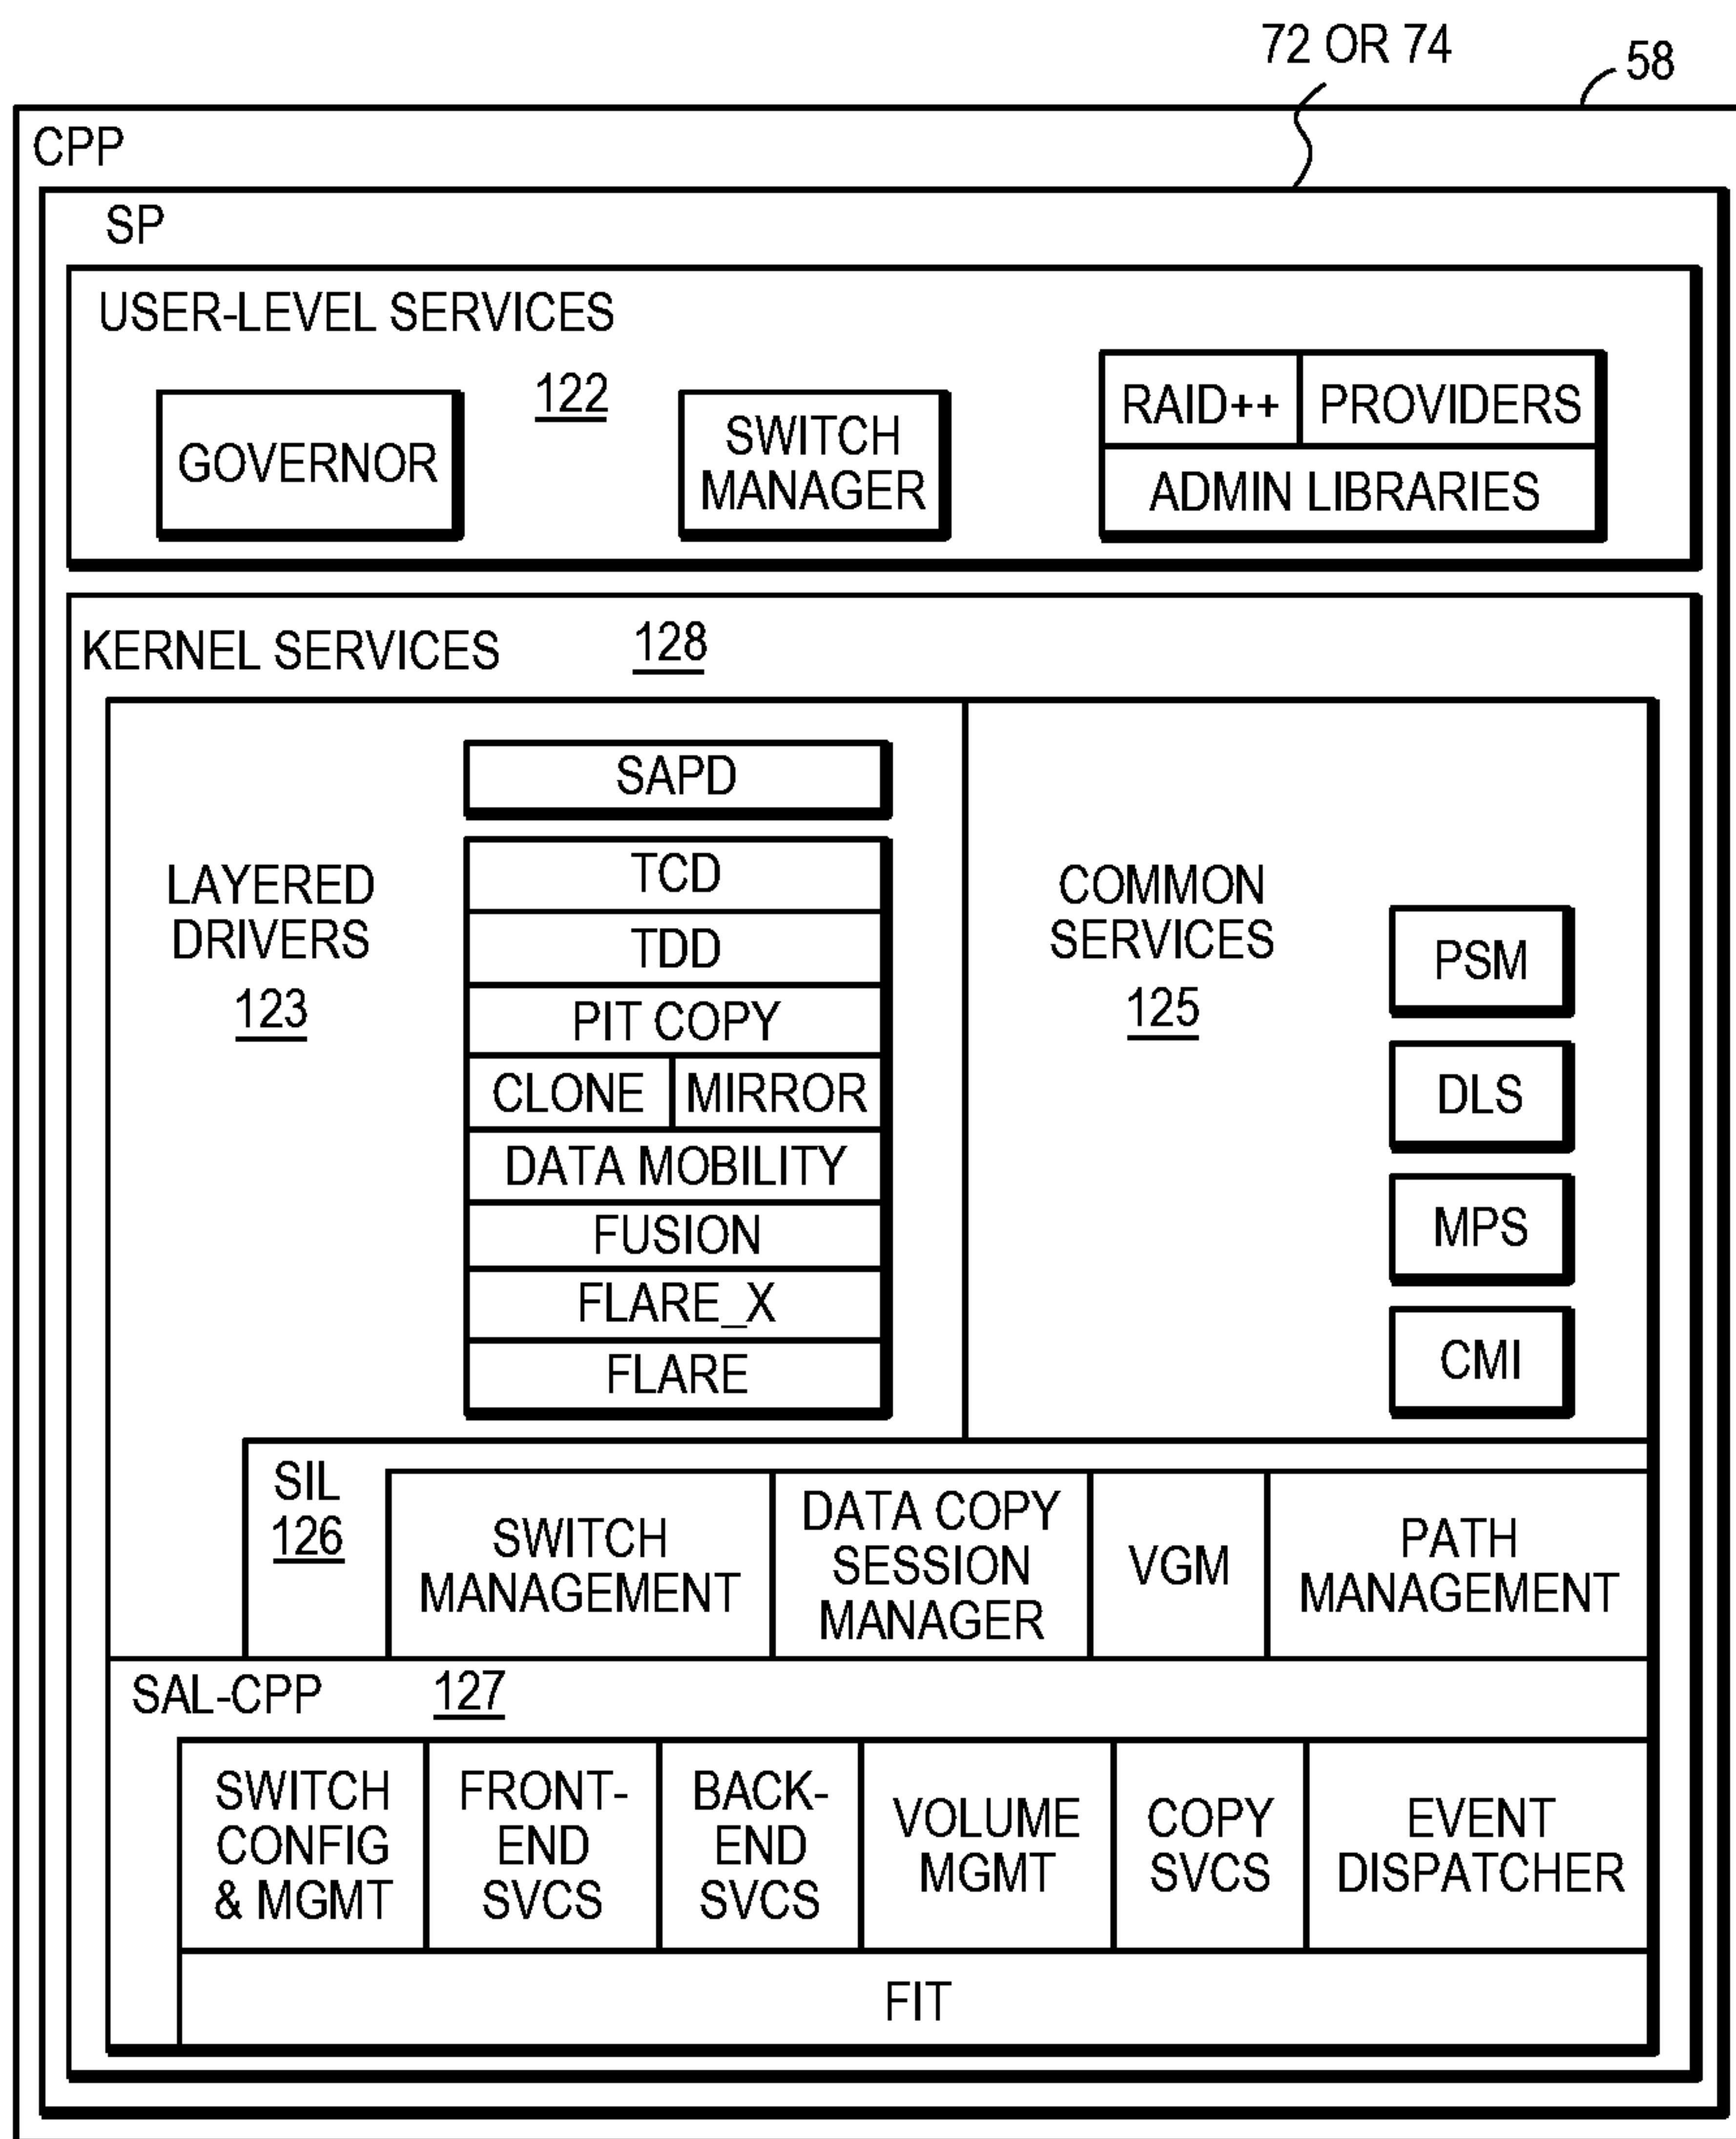 72 OR 74
58
CPP
SP
USER-LEVEL SERVICES
122
GOVERNOR
SWITCH
MANAGER
RAID++
PROVIDERS
ADMIN LIBRARIES
KERNEL SERVICES
128
LAYERED
DRIVERS
123
SAPD
TCD
TDD
PIT COPY
CLONE
MIRROR
DATA MOBILITY
FUSION
FLARE_X
FLARE
COMMON
SERVICES
125
PSM
DLS
MPS
CMI
SIL
126
SWITCH
MANAGEMENT
DATA COPY
SESSION
MANAGER
VGM
PATH
MANAGEMENT
SAL-CPP
127
SWITCH
CONFIG
& MGMT
FRONT-
END
SVCS
BACK-
END
SVCS
VOLUME
MGMT
COPY
SVCS
EVENT
DISPATCHER
FIT